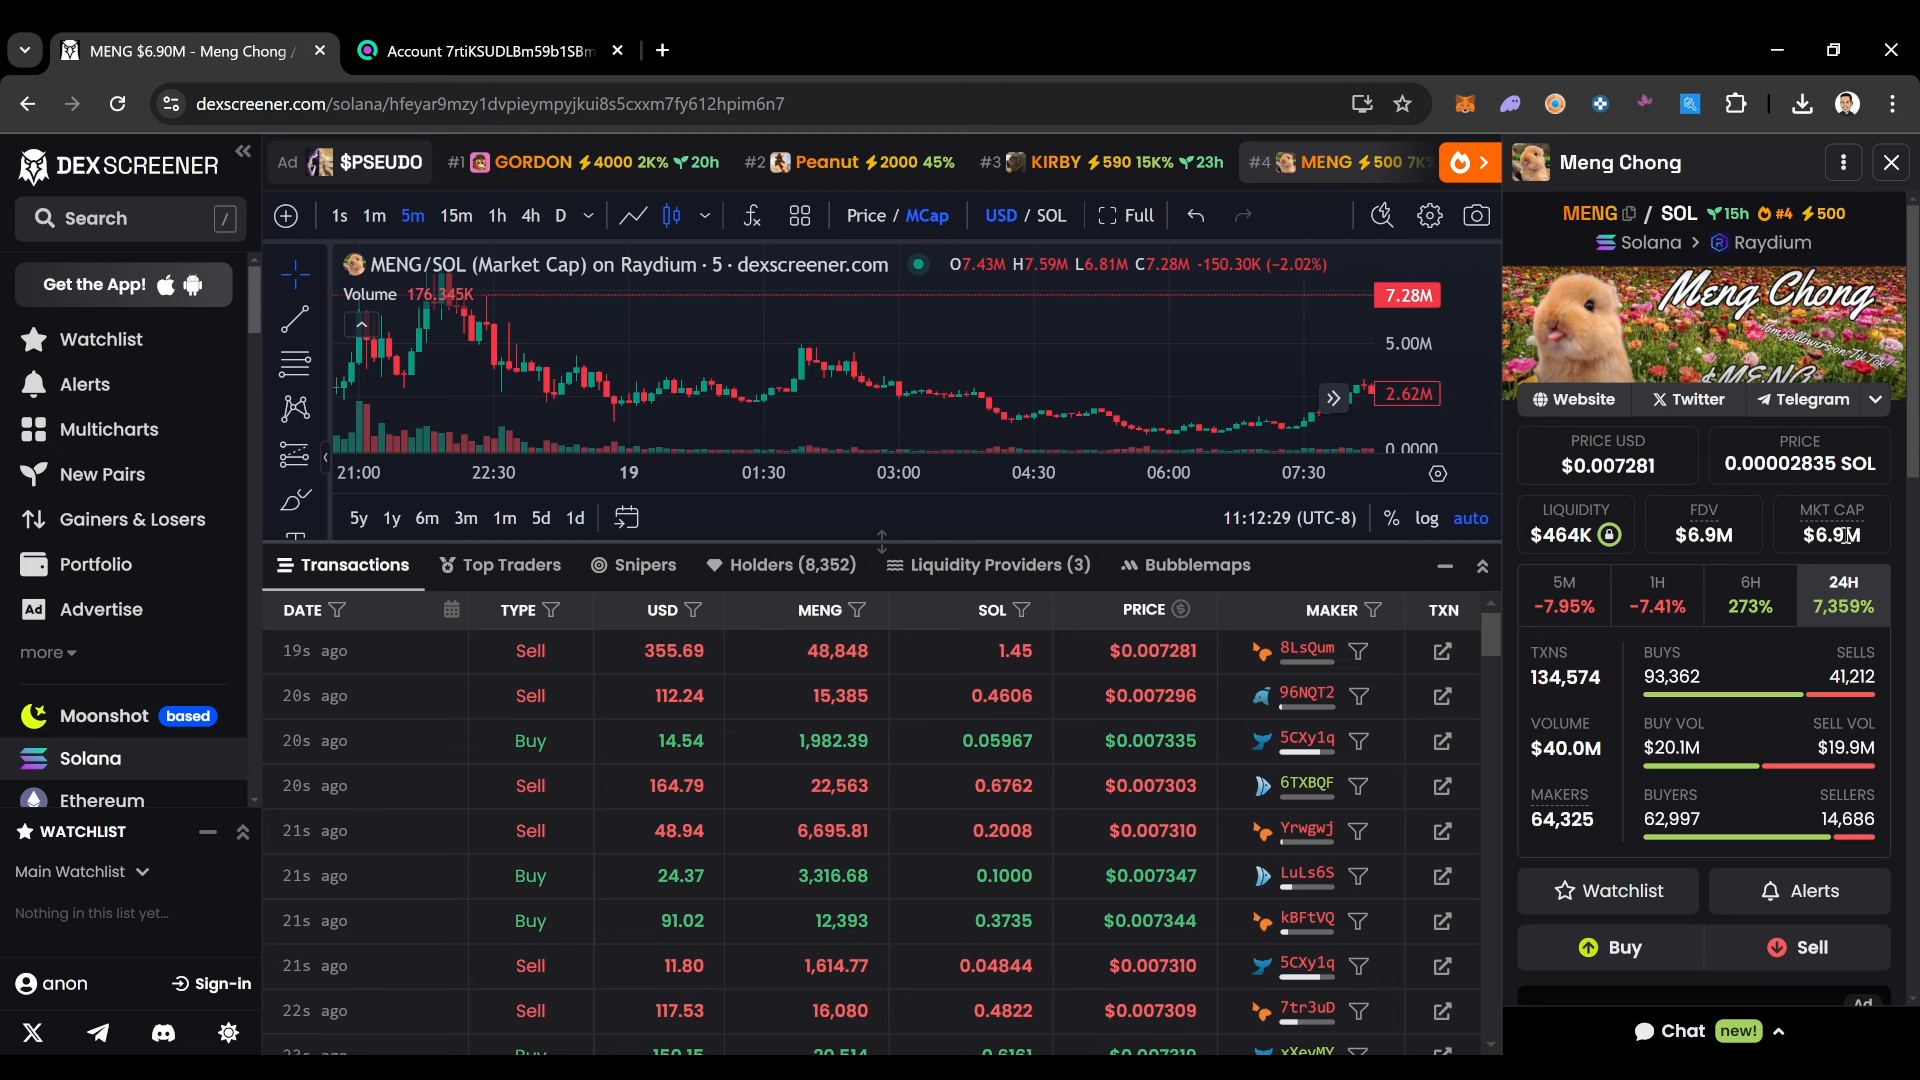 MENG $6.90M - Meng Chong /
Account 7rtiKSUDLBm59b1SBm
dexscreener.com/solana/hfeyar9mzy1dvpieympyjkui8s5cxxm7fy612hpim6n7
DEX SCREENER
Search /
Get the App!
Watchlist
Alerts
Multicharts
New Pairs
Gainers & Losers
Portfolio
Ad Advertise
more
Moonshot based
Solana
Ethereum
WATCHLIST
Main Watchlist
Nothing in this list yet...
anon Sign-in
Ad $PSEUDO #1 GORDON 4000 2K% 20h #2 Peanut 2000 45% #3 KIRBY 590 15K% 23h #4 MENG 500 7K%
1s 1m 5m 15m 1h 4h D Price / MCap USD / SOL Full
MENG/SOL (Market Cap) on Raydium · 5 · dexscreener.com O7.43M H7.59M L6.81M C7.28M -150.30K (−2.02%)
Volume 176.345K
7.28M
5.00M
2.62M
0.0000
21:00 22:30 19 01:30 03:00 04:30 06:00 07:30
5y 1y 6m 3m 1m 5d 1d 11:12:29 (UTC-8) % log auto
Transactions Top Traders Snipers Holders (8,352) Liquidity Providers (3) Bubblemaps
DATE TYPE USD MENG SOL PRICE MAKER TXN
19s ago Sell 355.69 48,848 1.45 $0.007281 8LsQum
20s ago Sell 112.24 15,385 0.4606 $0.007296 96NQT2
20s ago Buy 14.54 1,982.39 0.05967 $0.007335 5CXy1q
20s ago Sell 164.79 22,563 0.6762 $0.007303 6TXBQF
21s ago Sell 48.94 6,695.81 0.2008 $0.007310 Yrwgwj
21s ago Buy 24.37 3,316.68 0.1000 $0.007347 LuLs6S
21s ago Buy 91.02 12,393 0.3735 $0.007344 kBFtVQ
21s ago Sell 11.80 1,614.77 0.04844 $0.007310 5CXy1q
22s ago Sell 117.53 16,080 0.4822 $0.007309 7tr3uD
23s ago Buy 150.15 20,514 0.6161 $0.007319 xXevMY
Meng Chong
MENG / SOL 15h #4 500
Solana > Raydium
Meng Chong
$MENG
Website Twitter Telegram
PRICE USD
$0.007281
PRICE
0.00002835 SOL
LIQUIDITY
$464K
FDV
$6.9M
MKT CAP
$6.9M
5M
-7.95%
1H
-7.41%
6H
273%
24H
7,359%
TXNS
134,574
BUYS
93,362
SELLS
41,212
VOLUME
$40.0M
BUY VOL
$20.1M
SELL VOL
$19.9M
MAKERS
64,325
BUYERS
62,997
SELLERS
14,686
Watchlist Alerts
Buy Sell
Ad
Chat new!